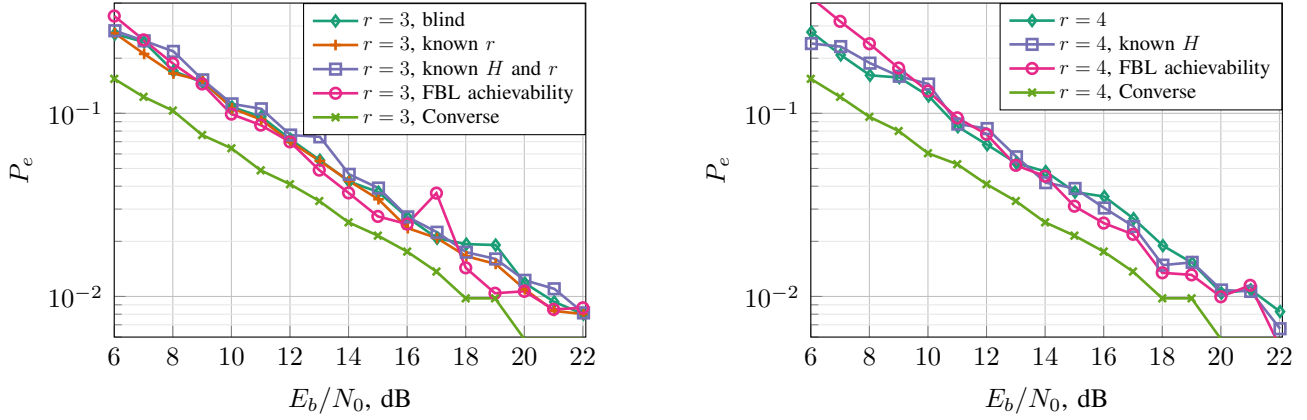 r = 3, blind
r = 3, known r
r = 3, known H and r
r = 3, FBL achievability
r = 3, Converse
10⁻¹
10⁻²
P_e
6 8 10 12 14 16 18 20 22
E_b/N_0, dB
r = 4
r = 4, known H
r = 4, FBL achievability
r = 4, Converse
10⁻¹
10⁻²
P_e
6 8 10 12 14 16 18 20 22
E_b/N_0, dB